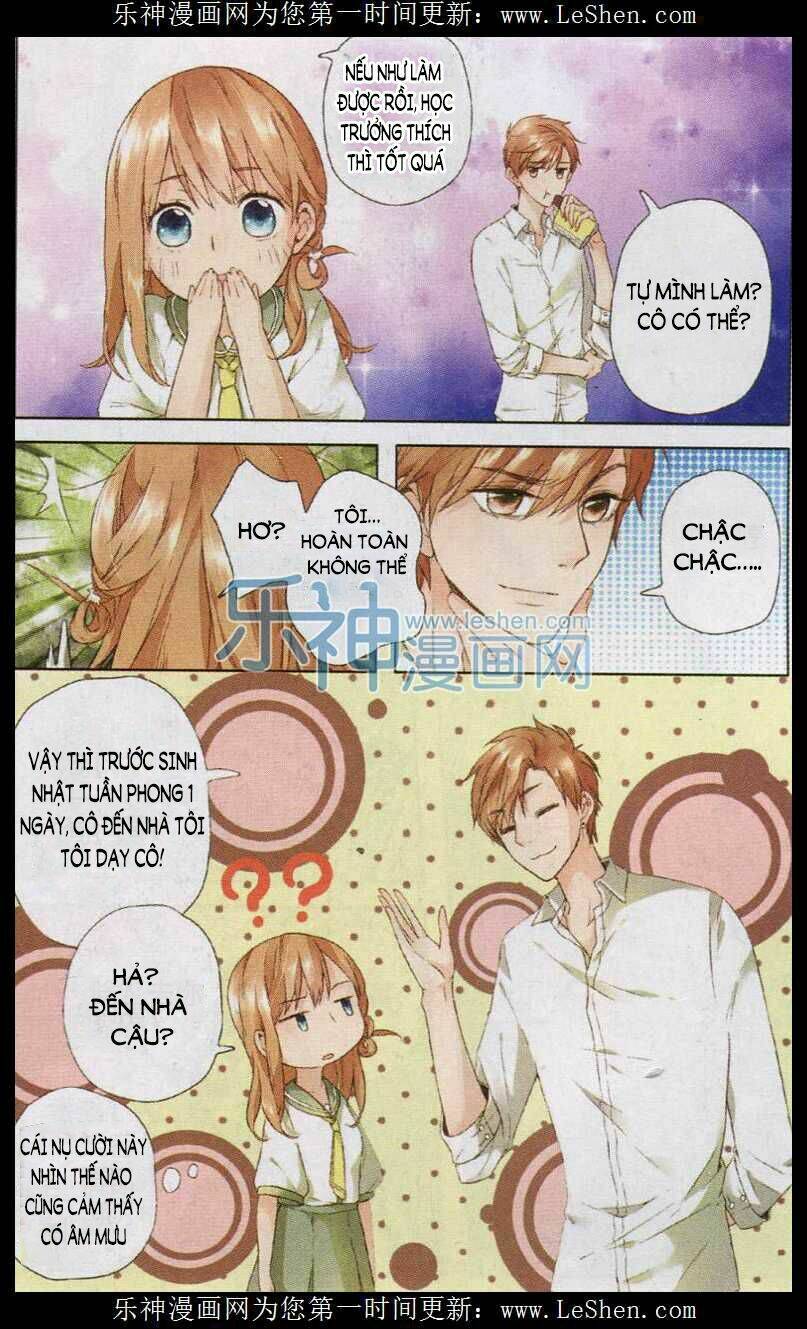 乐神漫画网为您第一时间更新：www.LeShen.com
NẾU NHƯ LÀM
ĐƯỢC RỒI, HỌC
TRƯỞNG THÍCH
THÌ TỐT QUÁ
TỰ MÌNH LÀM?
CÔ CÓ THỂ?
HƠ?
TÔI...
HOÀN TOÀN
KHÔNG THỂ
CHẬC
CHẬC.....
乐神漫画网
www.leshen.com
VẬY THÌ TRƯỚC SINH
NHẬT TUẦN PHONG 1
NGÀY, CÔ ĐẾN NHÀ TÔI
TÔI DẠY CÔ!
??
HẢ?
ĐẾN NHÀ
CẬU?
CÁI NỤ CƯỜI NÀY
NHÌN THẾ NÀO
CŨNG CẢM THẤY
CÓ ÂM MƯU
乐神漫画网为您第一时间更新：www.LeShen.com